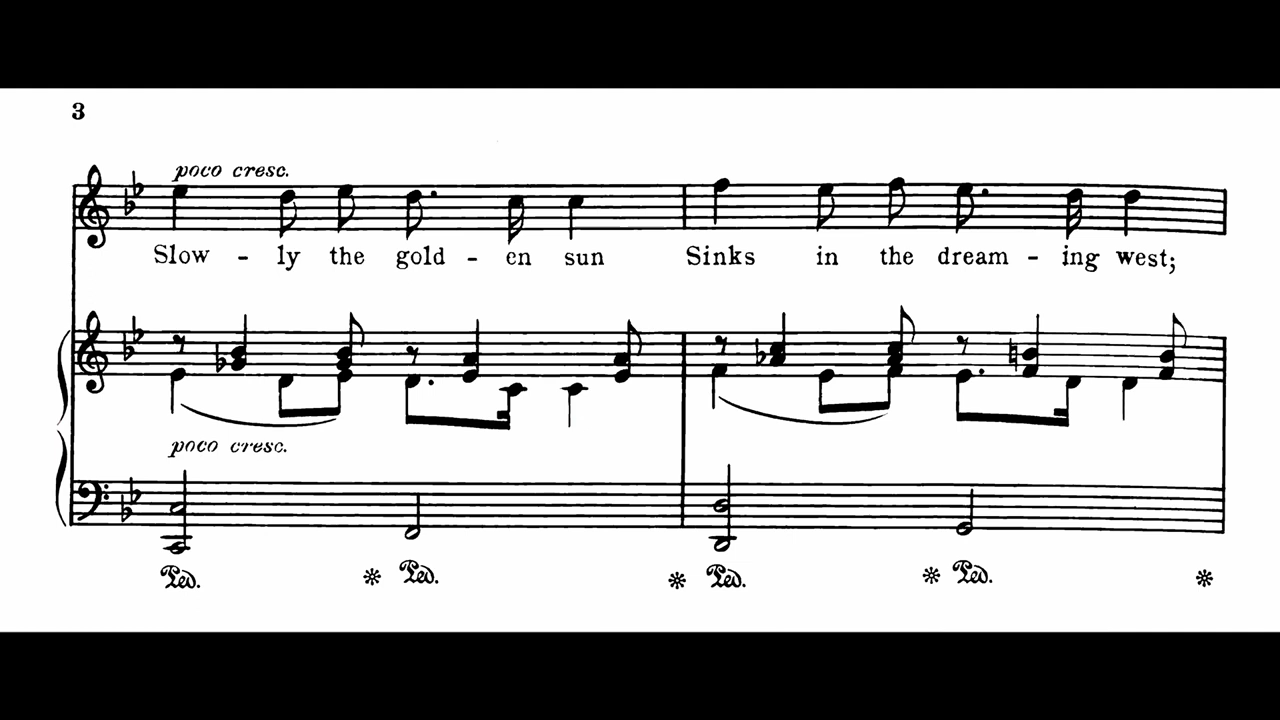 3
poco cresc.
Slow - ly the gold - en sun Sinks in the dream - ing west;
poco cresc.
Ped. * Ped. * Ped. * Ped. *